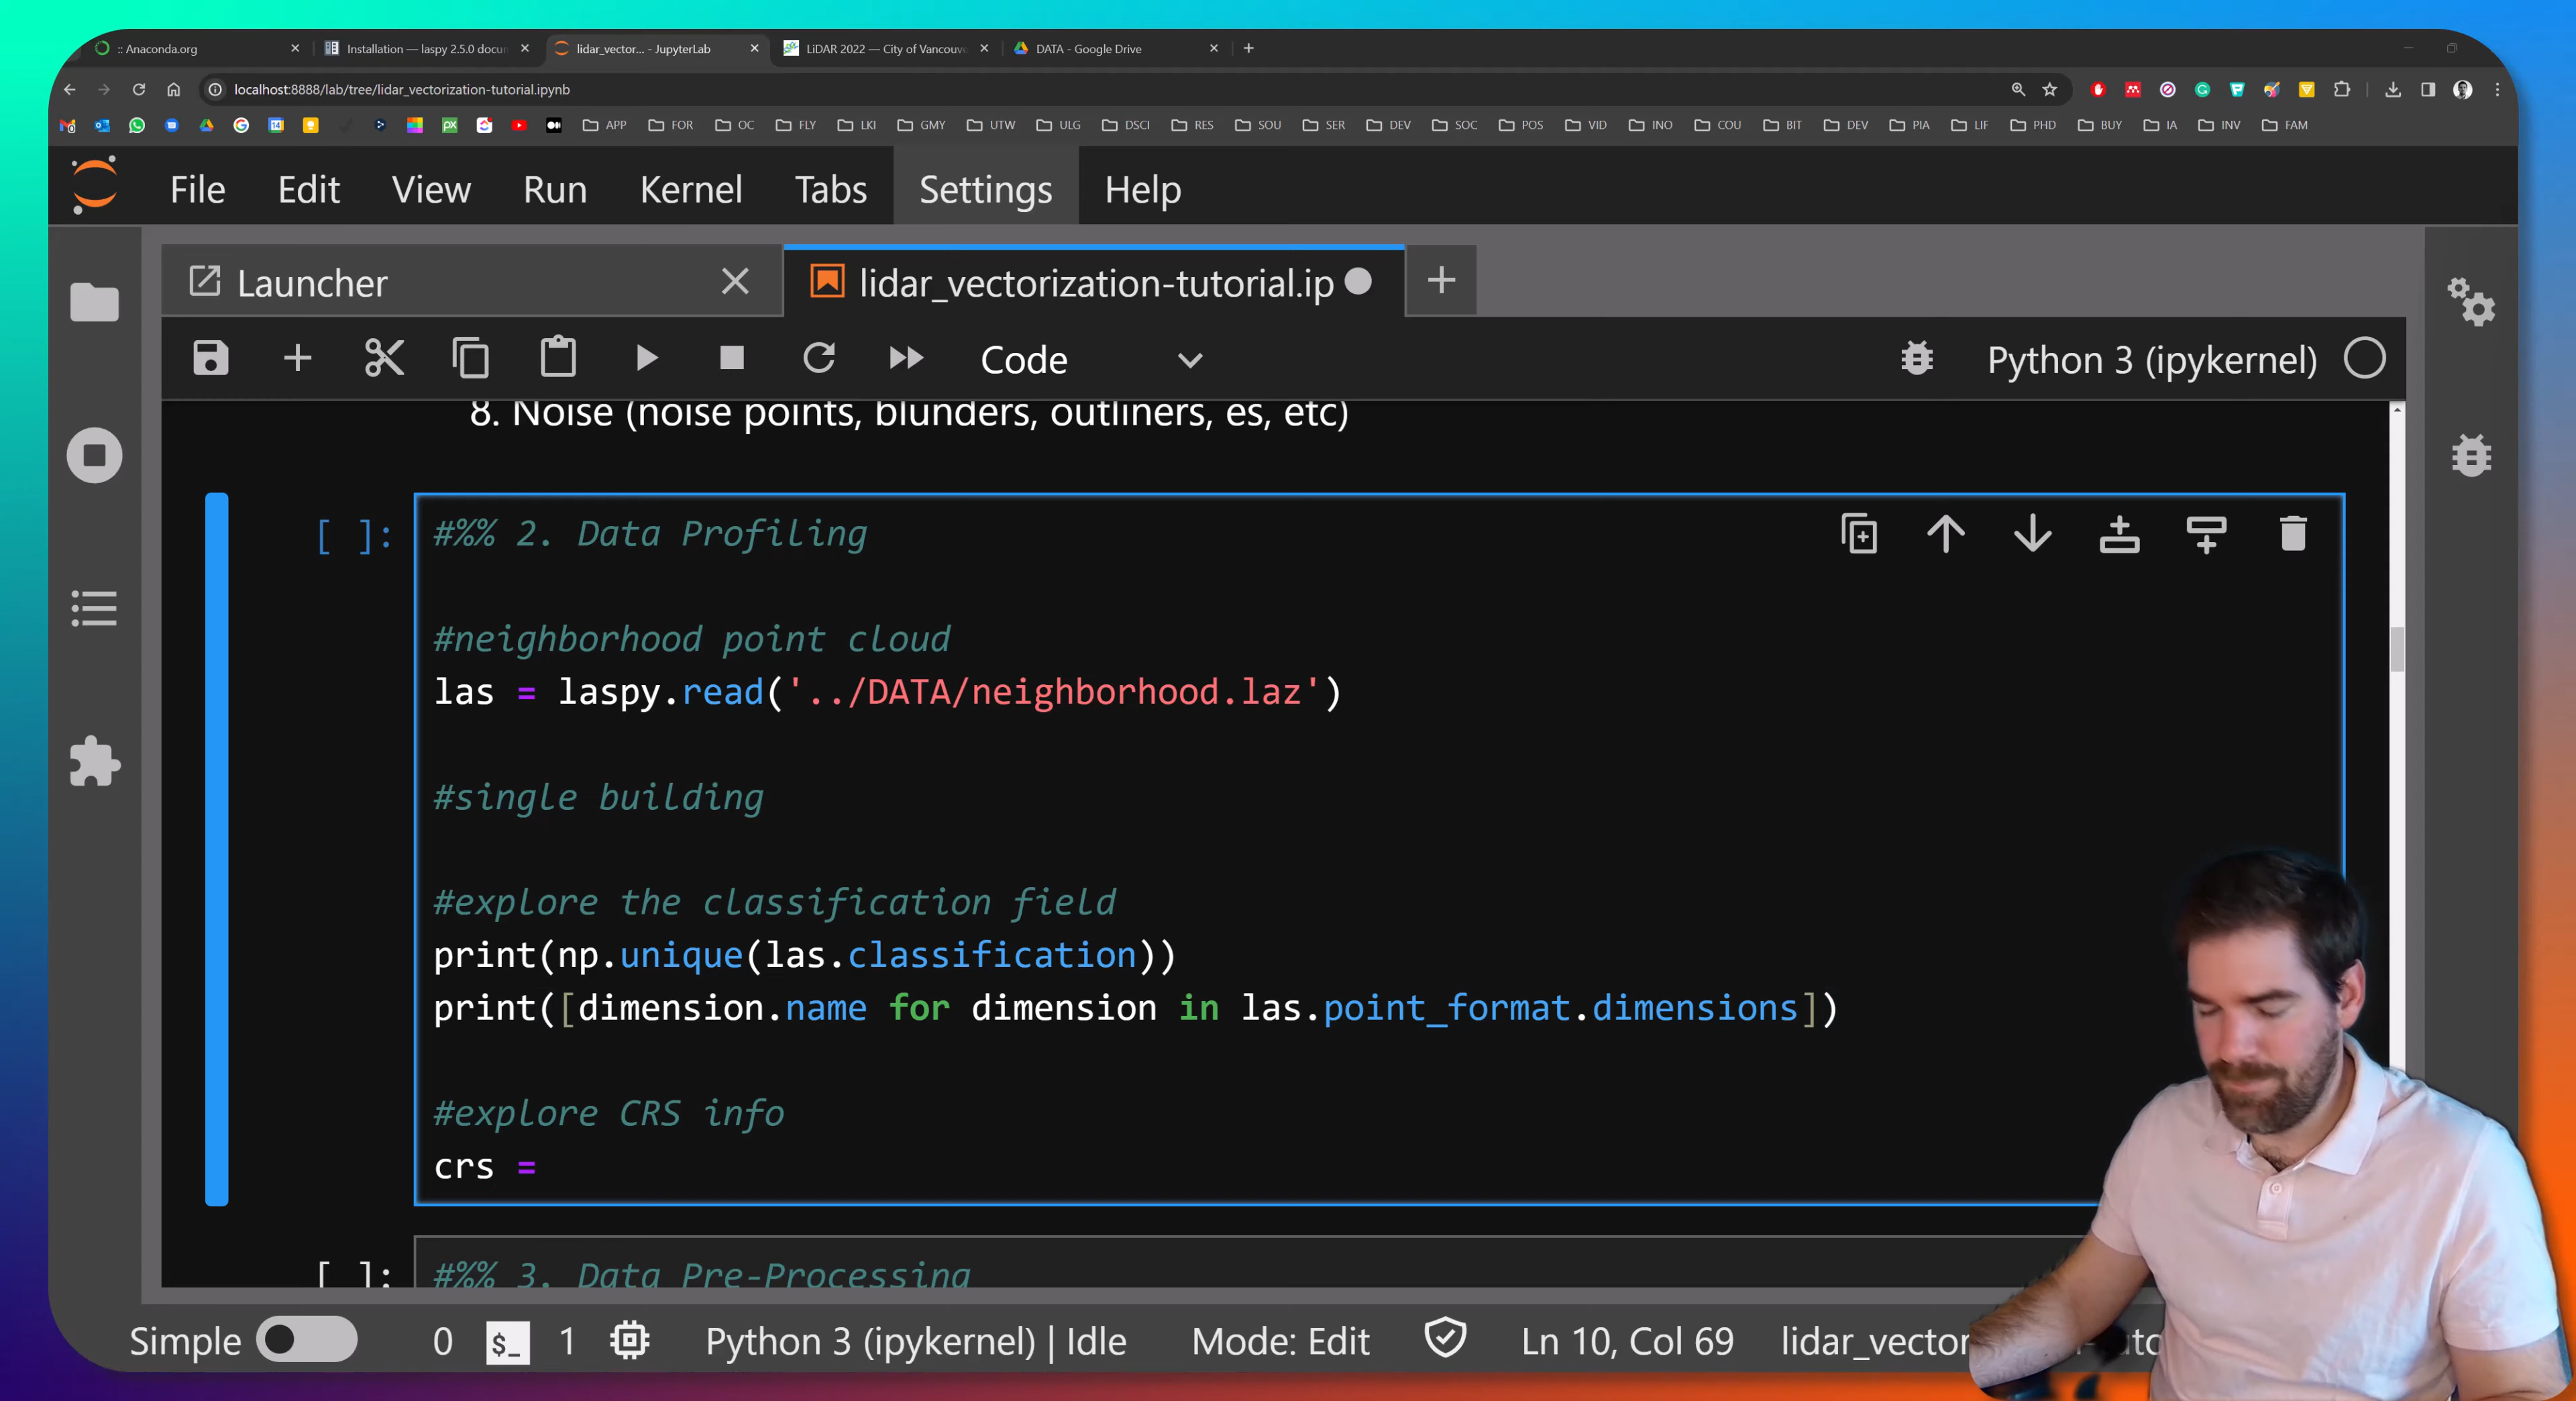 :: Anaconda.org
Installation — laspy 2.5.0 docun
lidar_vector... - JupyterLab
LiDAR 2022 — City of Vancouv
DATA - Google Drive
localhost:8888/lab/tree/lidar_vectorization-tutorial.ipynb
APP FOR OC FLY LKI GMY UTW ULG DSCI RES SOU SER DEV SOC POS VID INO COU BIT DEV PIA LIF PHD BUY IA INV FAM
File Edit View Run Kernel Tabs Settings Help
Launcher
lidar_vectorization-tutorial.ip
Code
Python 3 (ipykernel)
8. Noise (noise points, blunders, outliners, es, etc)
[ ]:
#%% 2. Data Profiling
#neighborhood point cloud
las = laspy.read('../DATA/neighborhood.laz')
#single building
#explore the classification field
print(np.unique(las.classification))
print([dimension.name for dimension in las.point_format.dimensions])
#explore CRS info
crs =
[ ]:
#%% 3. Data Pre-Processing
Simple 0 $_ 1 Python 3 (ipykernel) | Idle Mode: Edit Ln 10, Col 69 lidar_vector